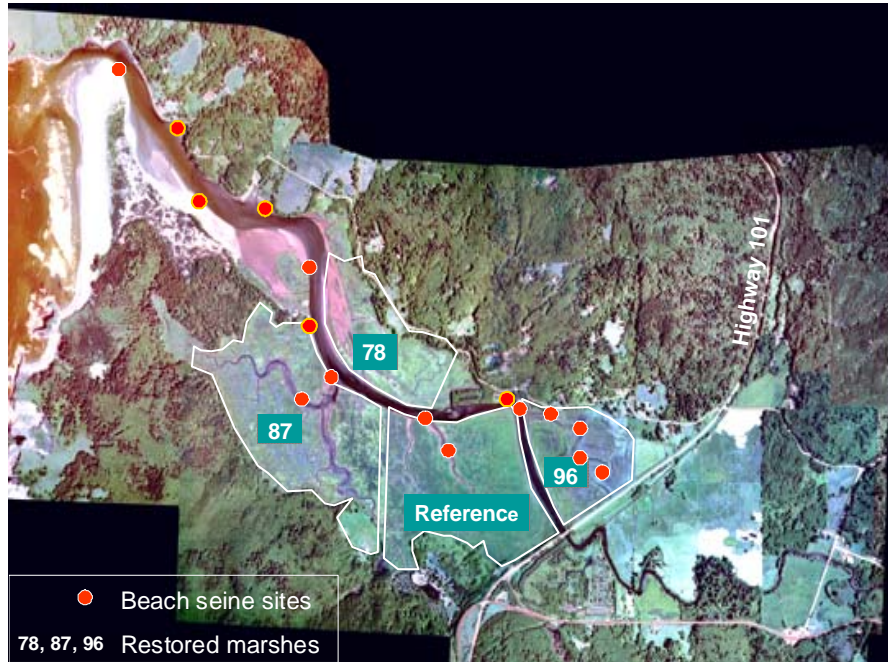 Highway 101
78
87
96
Reference
Beach seine sites
78, 87, 96 Restored marshes